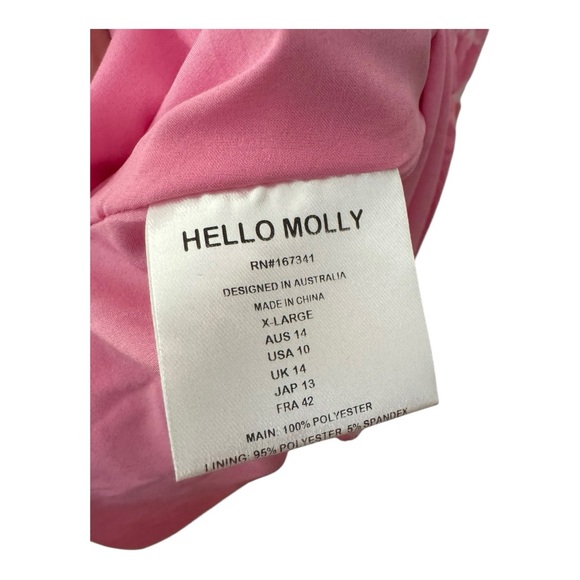 HELLO MOLLY
RN#167341
DESIGNED IN AUSTRALIA
MADE IN CHINA
X-LARGE
AUS 14
USA 10
UK 14
JAP 13
FRA 42
MAIN: 100% POLYESTER
LINING: 95% POLYESTER 5% SPANDEX